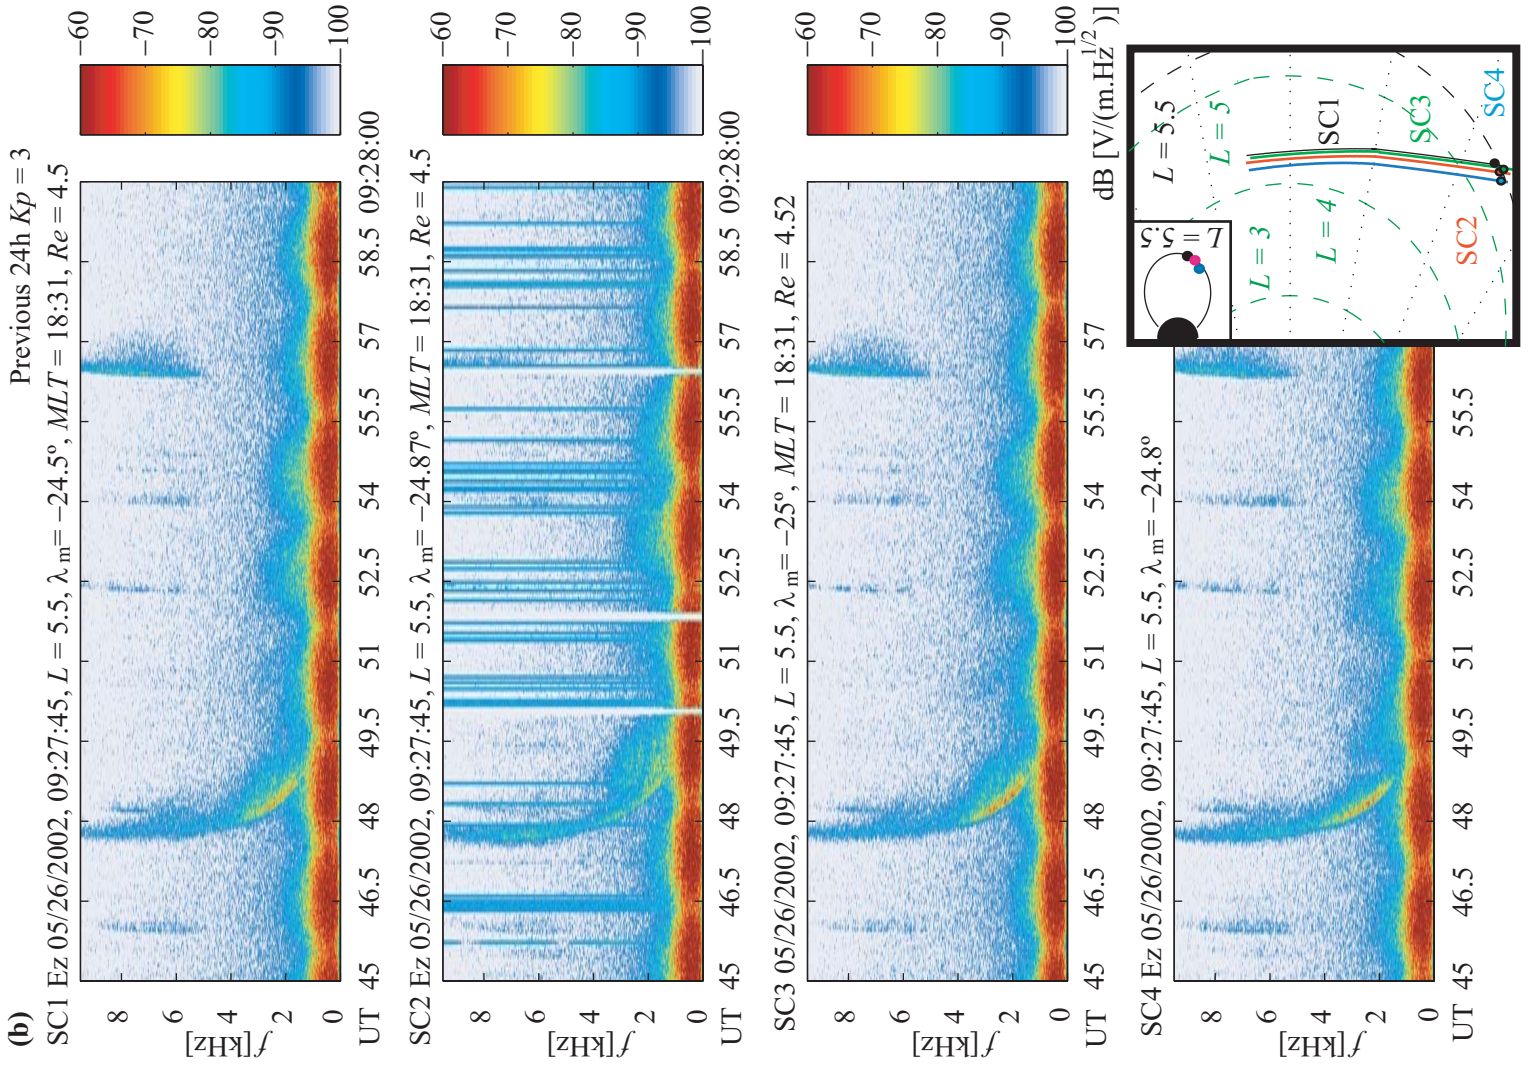 (b)
Previous 24h Kp = 3
SC1 Ez 05/26/2002, 09:27:45, L = 5.5, λm= −24.5º, MLT = 18:31, Re = 4.5
f[kHz]
8
6
4
2
0
UT 45 46.5 48 49.5 51 52.5 54 55.5 57 58.5 09:28:00
−60
−70
−80
−90
−100
SC2 Ez 05/26/2002, 09:27:45, L = 5.5, λm= −24.87º, MLT = 18:31, Re = 4.5
f[kHz]
8
6
4
2
0
UT 45 46.5 48 49.5 51 52.5 54 55.5 57 58.5 09:28:00
−60
−70
−80
−90
−100
SC3 05/26/2002, 09:27:45, L = 5.5, λm= −25º, MLT = 18:31, Re = 4.52
f[kHz]
8
6
4
2
0
UT 45 46.5 48 49.5 51 52.5 54 55.5 57 58.5 09:28:00
−60
−70
−80
−90
−100
dB [V/(m.Hz1/2)]
SC4 Ez 05/26/2002, 09:27:45, L = 5.5, λm= −24.8º
f[kHz]
8
6
4
2
0
UT 45 46.5 48 49.5 51 52.5 54 55.5
L = 5.5
L = 5.5
L = 5
L = 3
L = 4
SC1
SC3
SC2
SC4